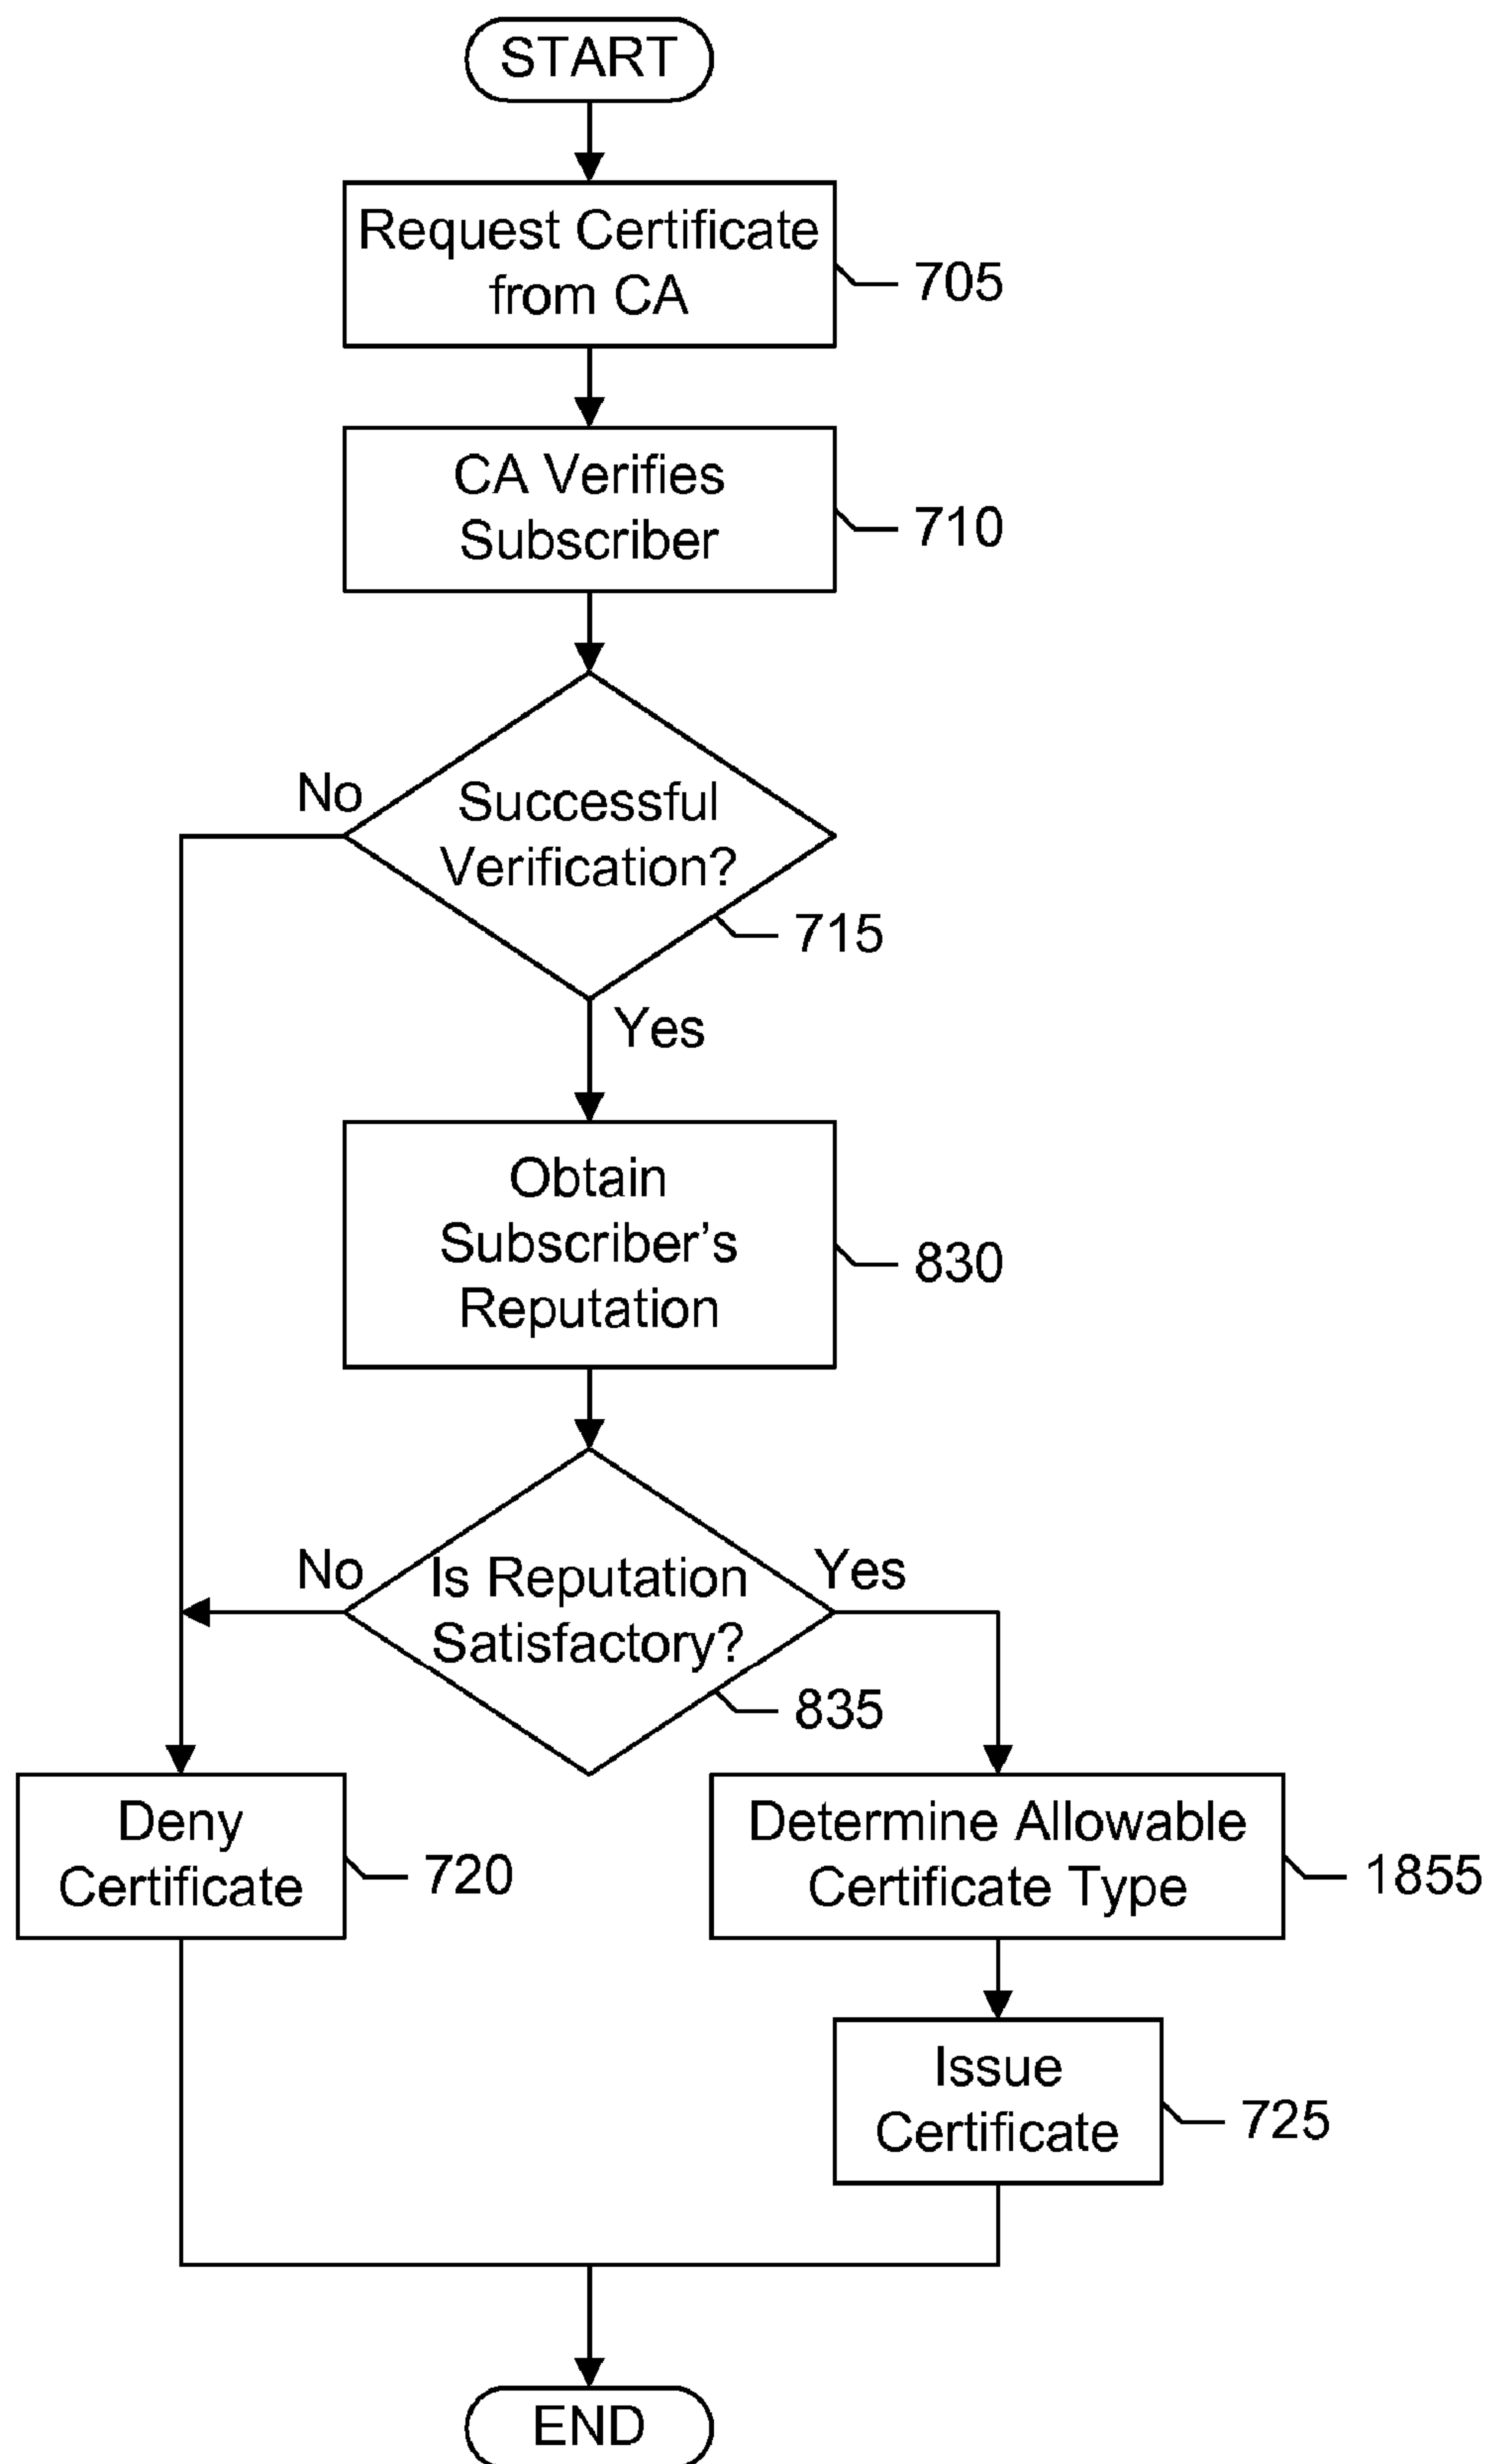 START
Request Certificate
from CA
705
CA Verifies
Subscriber
710
No
Successful
Verification?
715
Yes
Obtain
Subscriber's
Reputation
830
No
Is Reputation
Satisfactory?
Yes
835
Deny
Certificate
720
Determine Allowable
Certificate Type
1855
Issue
Certificate
725
END